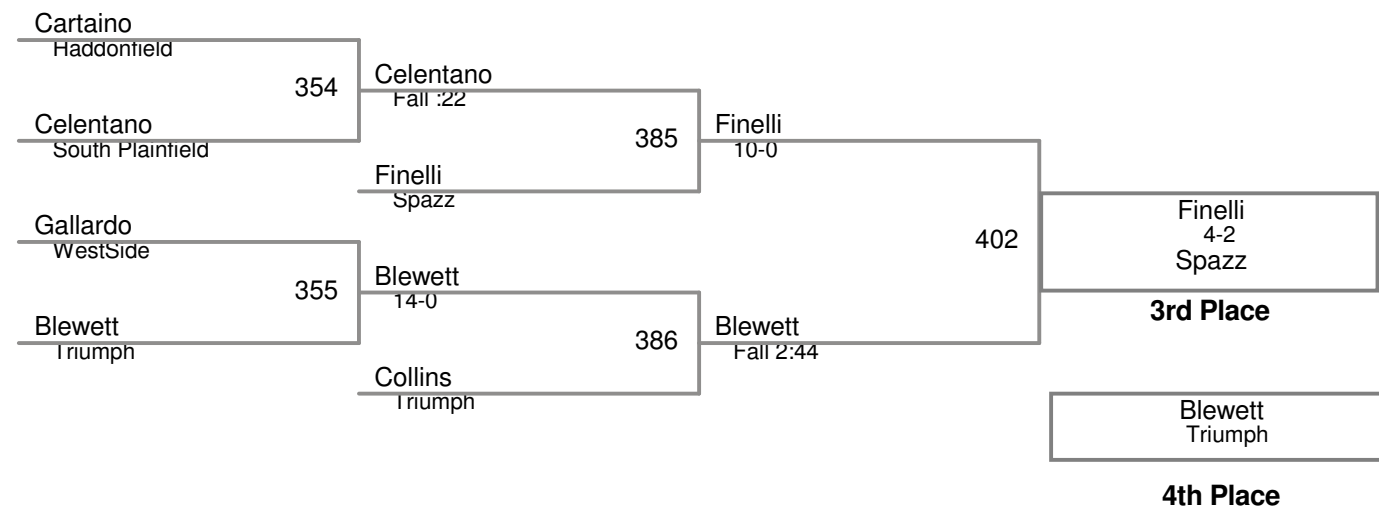 Cartaino
Haddonfield
354
Celentano
Fall :22
Celentano
South Plainfield
385
Finelli
10-0
Finelli
Spazz
Gallardo
WestSide
402
Finelli
4-2
Spazz
3rd Place
355
Blewett
14-0
Blewett
Triumph
386
Blewett
Fall 2:44
Collins
Triumph
Blewett
Triumph
4th Place